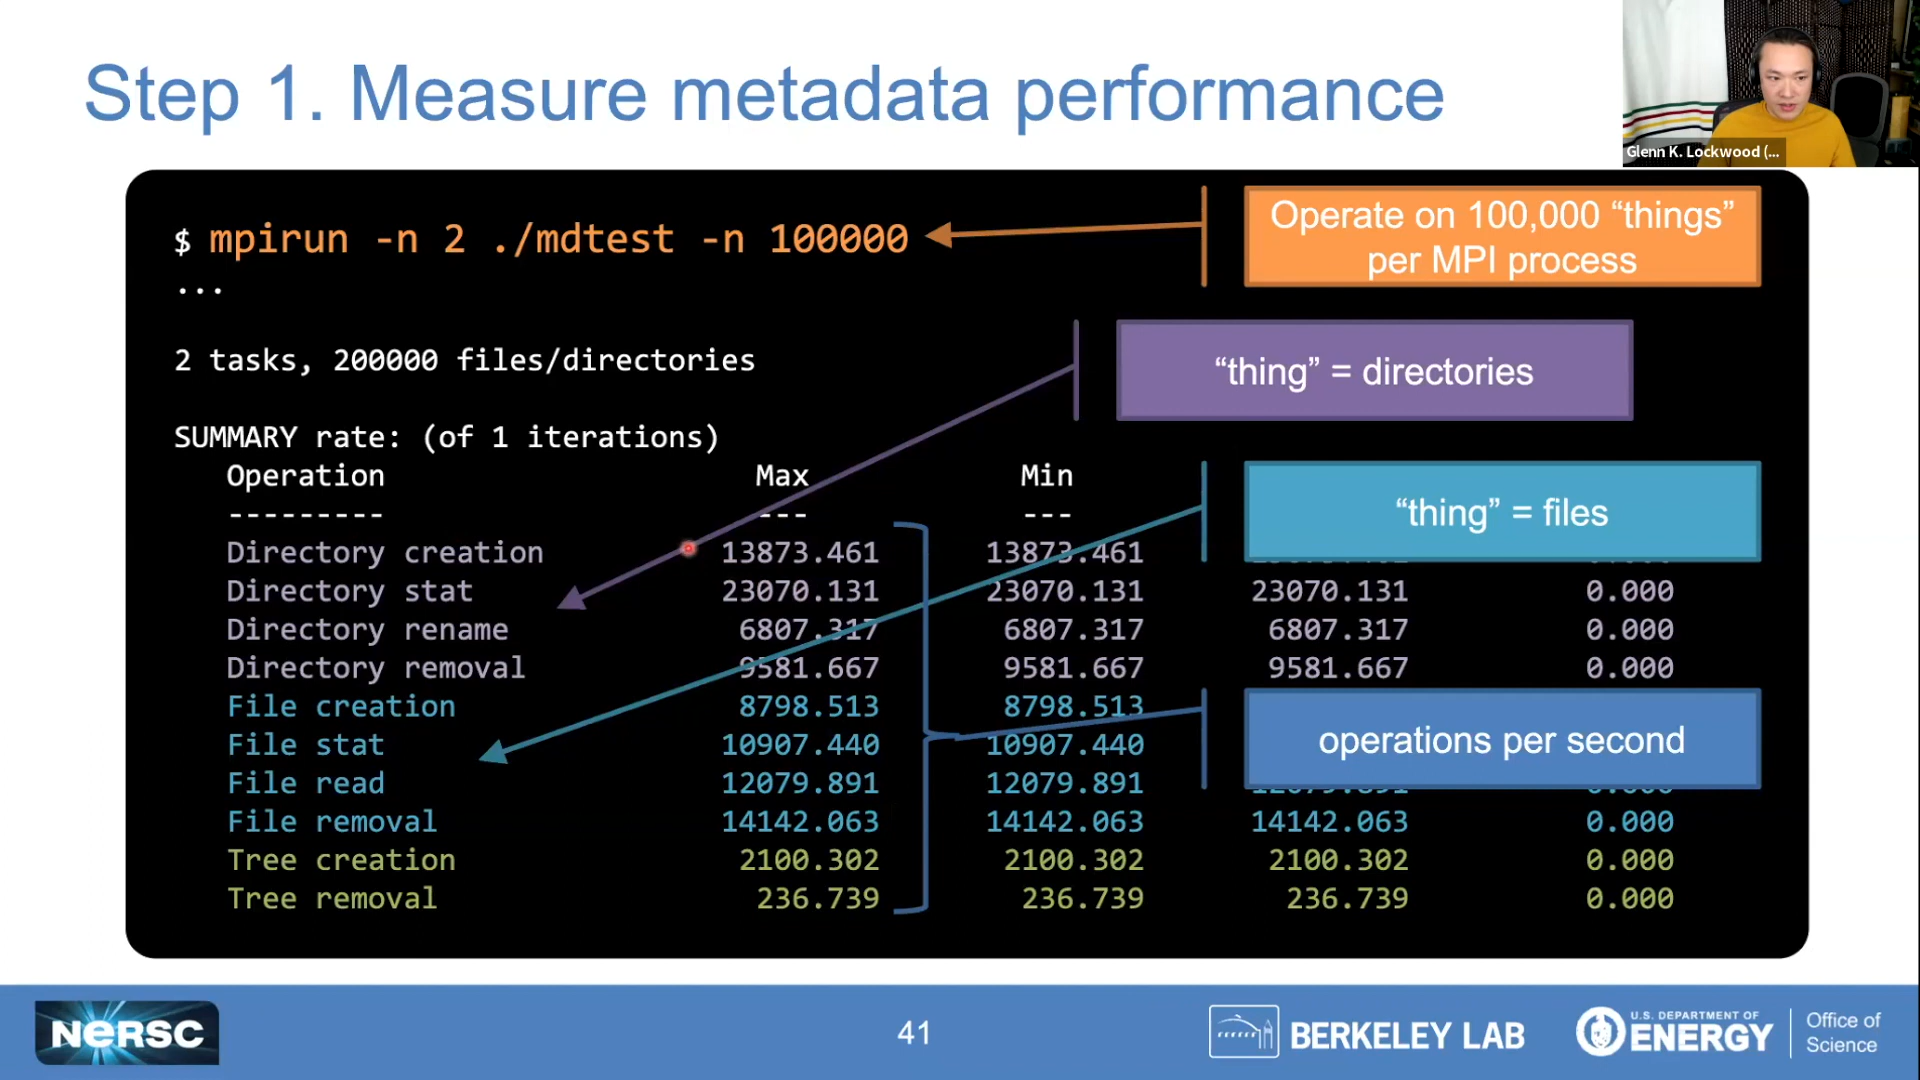 Step 1. Measure metadata performance
Glenn K. Lockwood (...
$ mpirun -n 2 ./mdtest -n 100000
...
Operate on 100,000 “things”
per MPI process
2 tasks, 200000 files/directories
“thing” = directories
SUMMARY rate: (of 1 iterations)
Operation Max Min
--------- --- ---
“thing” = files
Directory creation 13873.461 13873.461
Directory stat 23070.131 23070.131 23070.131 0.000
Directory rename 6807.317 6807.317 6807.317 0.000
Directory removal 9581.667 9581.667 9581.667 0.000
File creation 8798.513 8798.513
File stat 10907.440 10907.440
operations per second
File read 12079.891 12079.891
File removal 14142.063 14142.063 14142.063 0.000
Tree creation 2100.302 2100.302 2100.302 0.000
Tree removal 236.739 236.739 236.739 0.000
NERSC
41
BERKELEY LAB
U.S. DEPARTMENT OF
ENERGY
Office of
Science